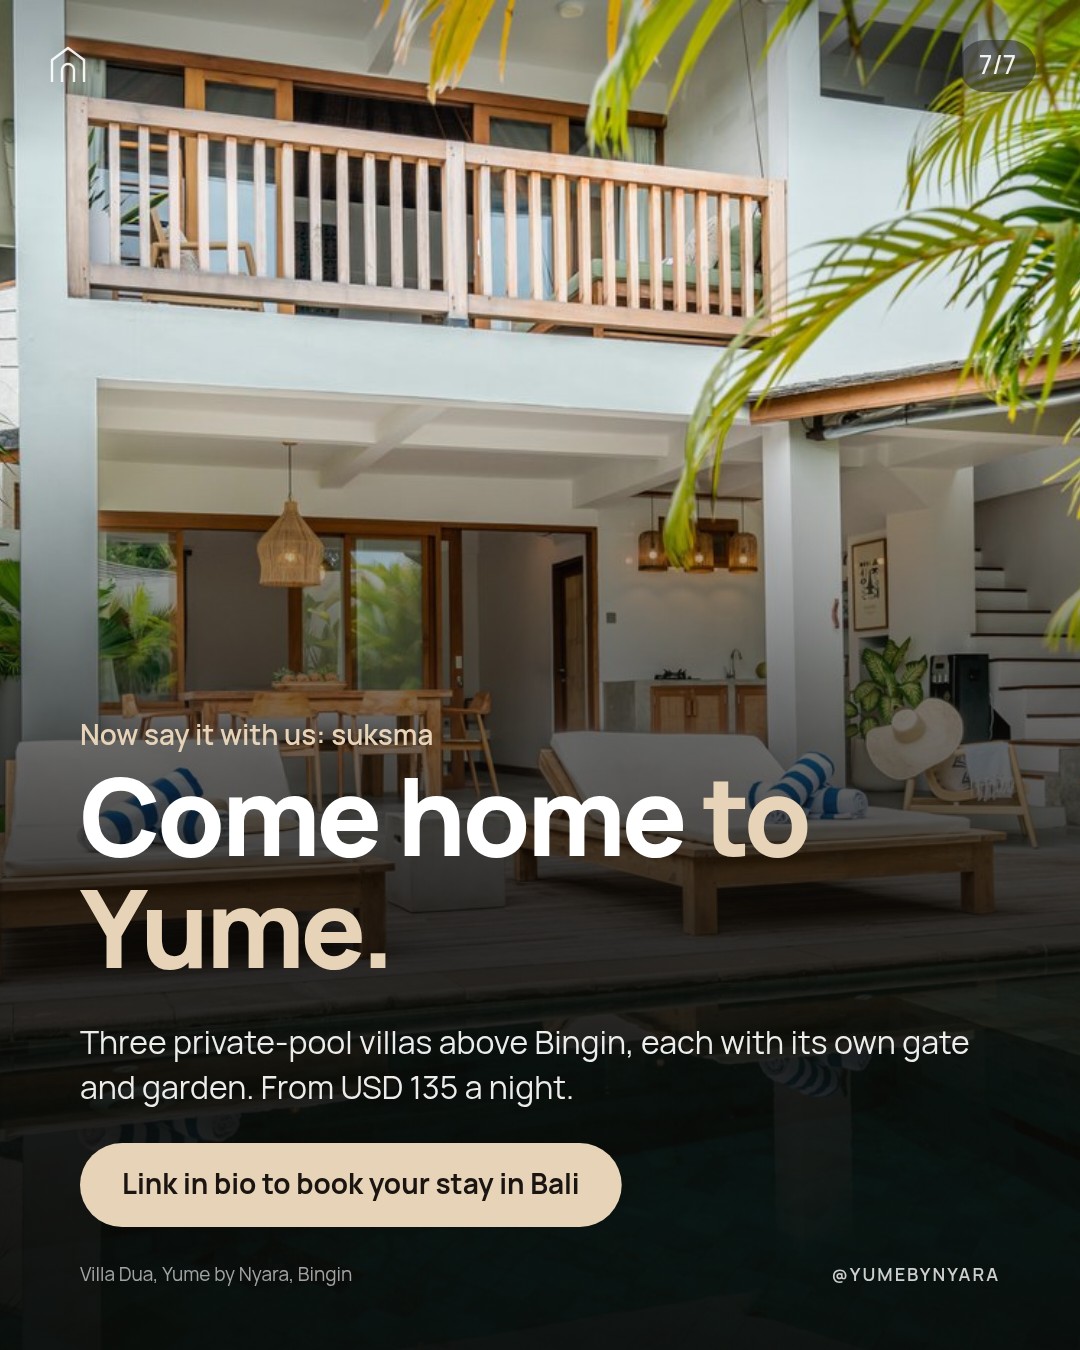 7/7
Now say it with us: suksma
Come home to
Yume.
Three private-pool villas above Bingin, each with its own gate
and garden. From USD 135 a night.
Link in bio to book your stay in Bali
Villa Dua, Yume by Nyara, Bingin
@YUMEBYNYARA